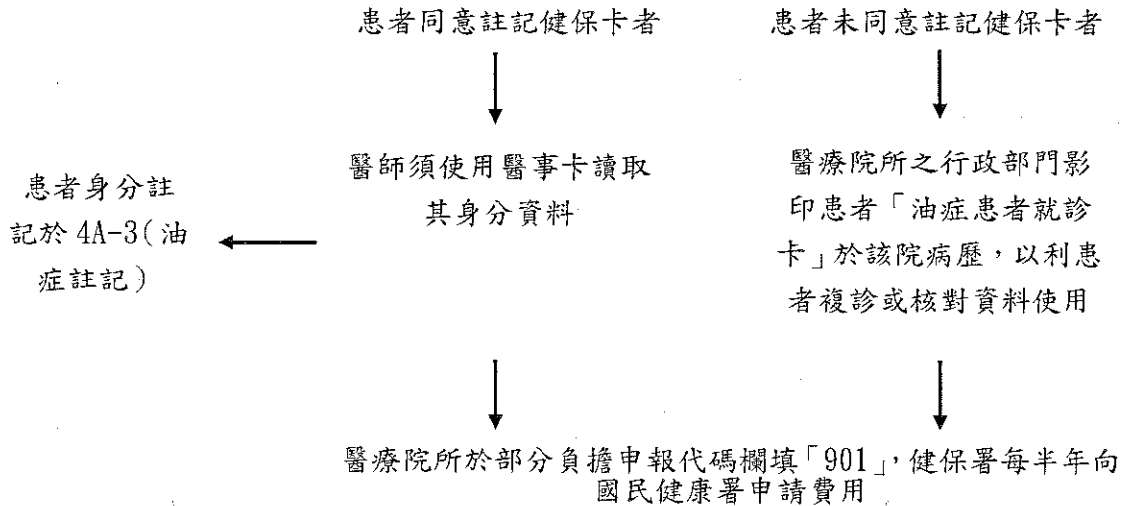 患者同意註記健保卡者
患者未同意註記健保卡者
醫師須使用醫事卡讀取
其身分資料
患者身分註
記於 4A-3(油
症註記)
醫療院所之行政部門影
印患者「油症患者就診
卡」於該院病歷，以利患
者複診或核對資料使用
醫療院所於部分負擔申報代碼欄填「901」，健保署每半年向
國民健康署申請費用